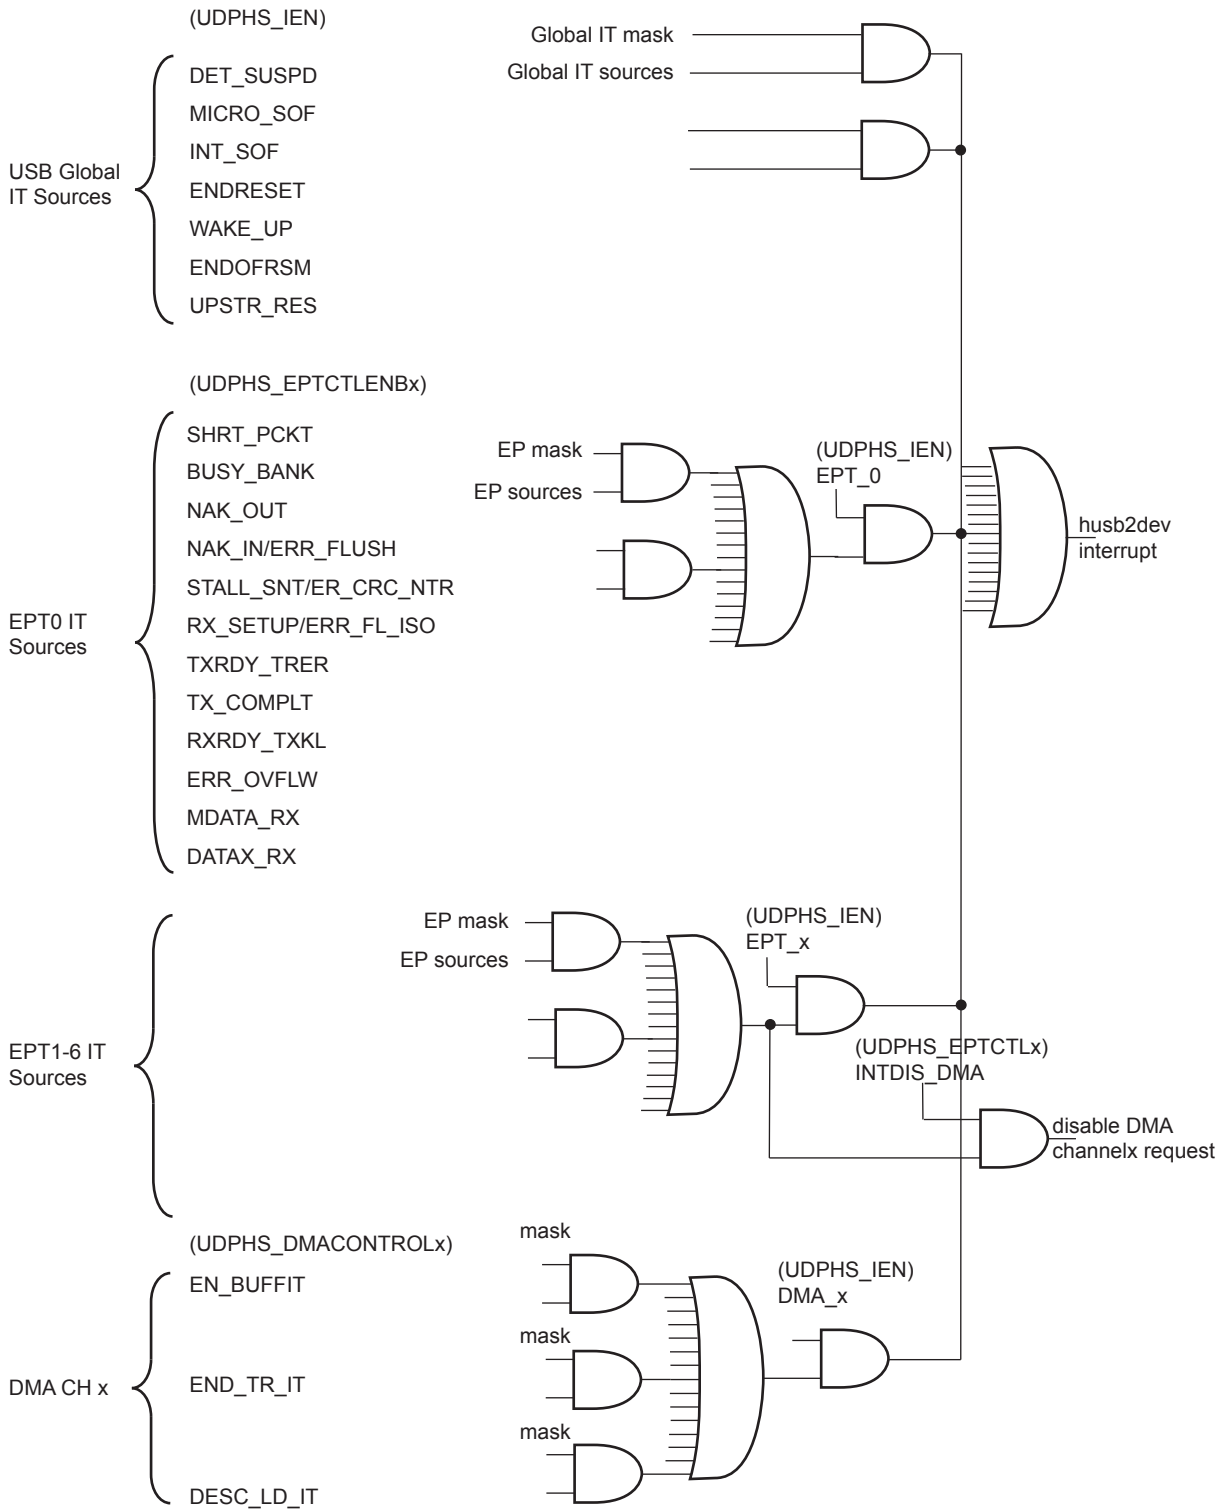 (UDPHS_IEN)
Global IT mask
Global IT sources
DET_SUSPD
MICRO_SOF
INT_SOF
ENDRESET
WAKE_UP
ENDOFRSM
UPSTR_RES
USB Global
IT Sources
(UDPHS_EPTCTLENBx)
SHRT_PCKT
BUSY_BANK
NAK_OUT
NAK_IN/ERR_FLUSH
STALL_SNT/ER_CRC_NTR
RX_SETUP/ERR_FL_ISO
TXRDY_TRER
TX_COMPLT
RXRDY_TXKL
ERR_OVFLW
MDATA_RX
DATAX_RX
EPT0 IT
Sources
EP mask
EP sources
(UDPHS_IEN)
EPT_0
husb2dev
interrupt
EPT1-6 IT
Sources
EP mask
EP sources
(UDPHS_IEN)
EPT_x
(UDPHS_EPTCTLx)
INTDIS_DMA
disable DMA
channelx request
(UDPHS_DMACONTROLx)
EN_BUFFIT
END_TR_IT
DESC_LD_IT
DMA CH x
mask
mask
mask
(UDPHS_IEN)
DMA_x